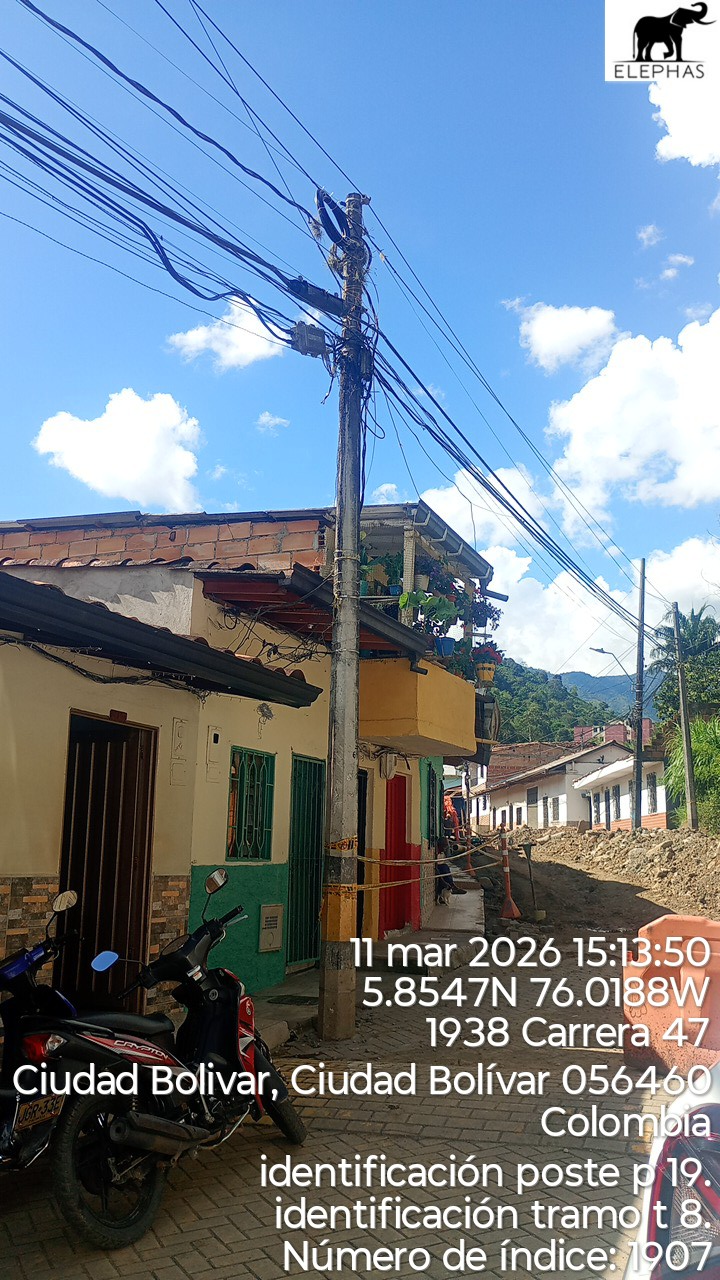 ELEPHAS
CRYPTON
11 mar 2026 15:13:50
5.8547N 76.0188W
1938 Carrera 47
Ciudad Bolivar, Ciudad Bolívar 056460
Colombia
identificación poste p 19.
identificación tramo t 8.
Número de índice: 1907